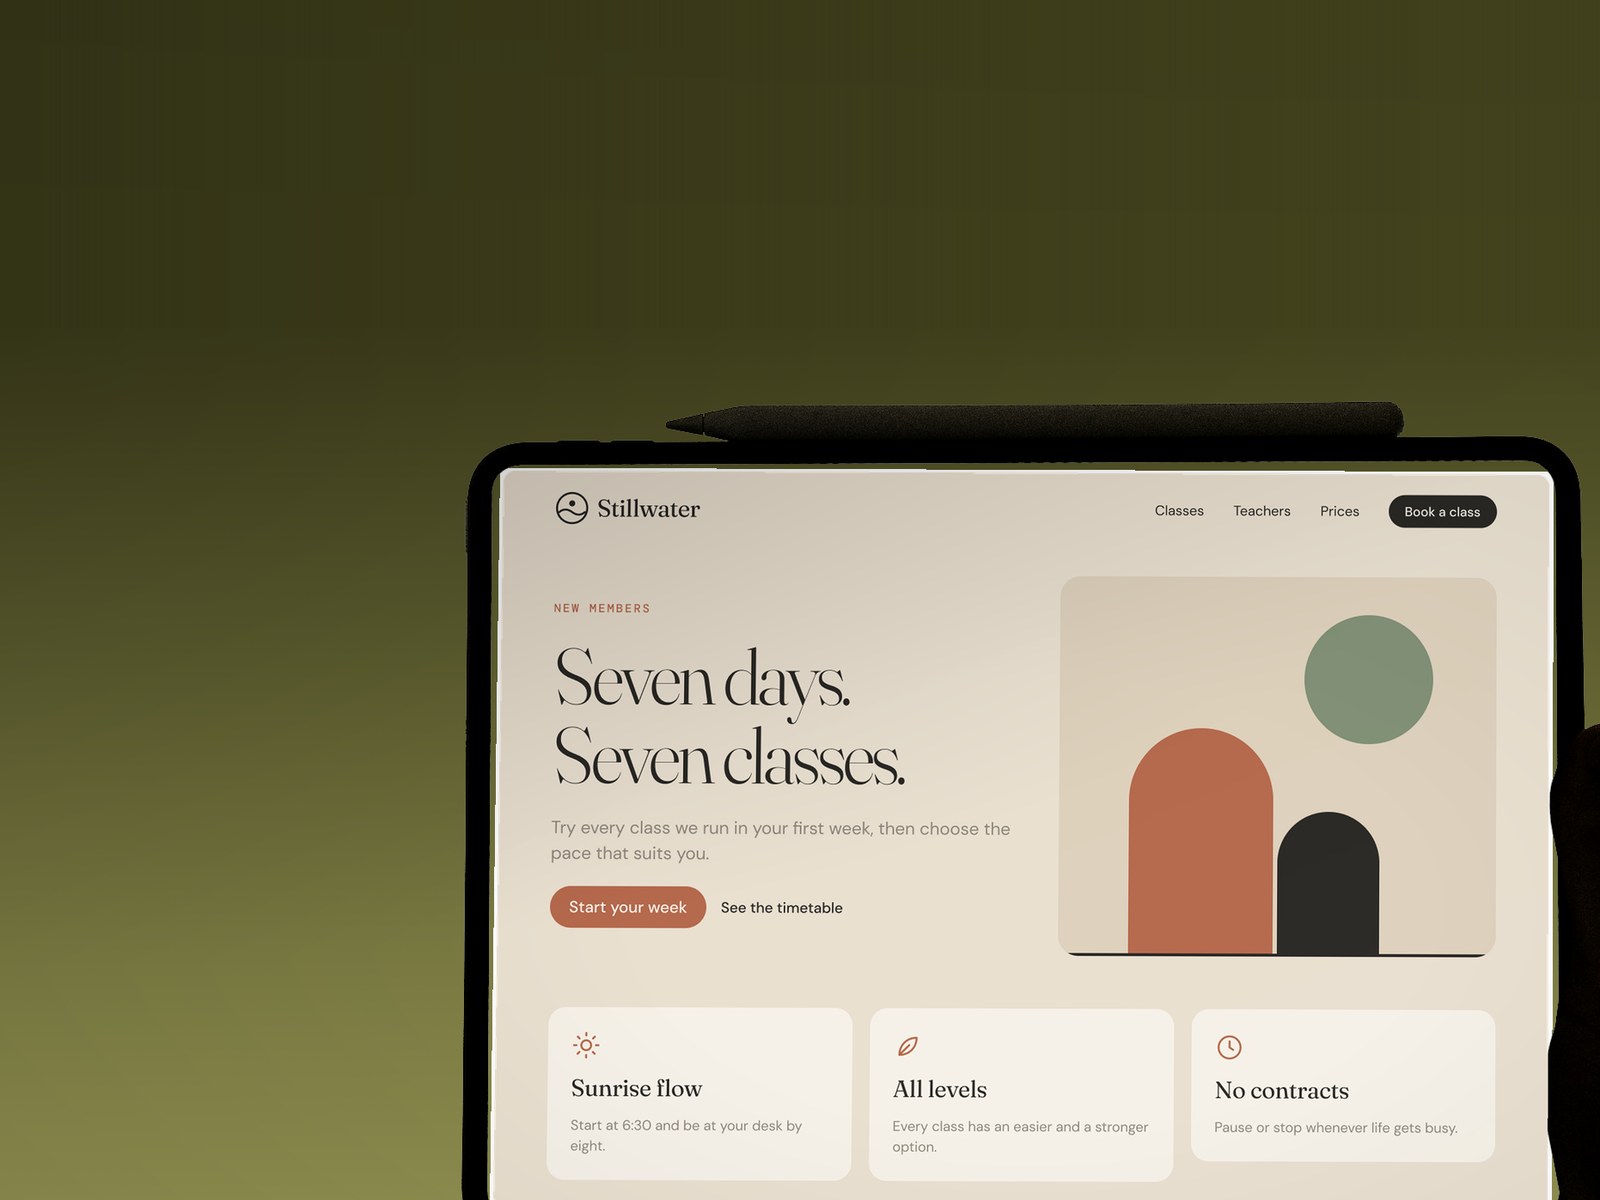 Stillwater
Classes
Teachers
Prices
Book a class
NEW MEMBERS
Seven days.
Seven classes.
Try every class we run in your first week, then choose the
pace that suits you.
Start your week
See the timetable
Sunrise flow
Start at 6:30 and be at your desk by
eight.
All levels
Every class has an easier and a stronger
option.
No contracts
Pause or stop whenever life gets busy.